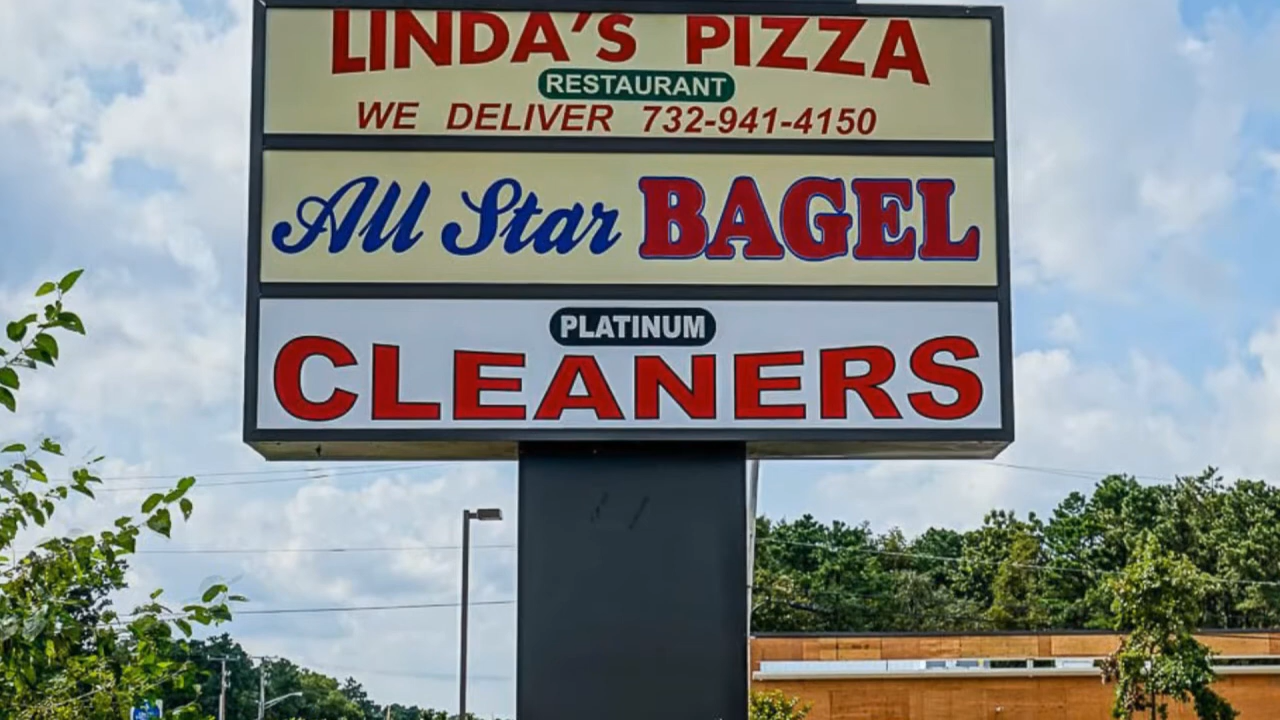 LINDA'S PIZZA
RESTAURANT
WE DELIVER 732-941-4150
All Star BAGEL
PLATINUM
CLEANERS